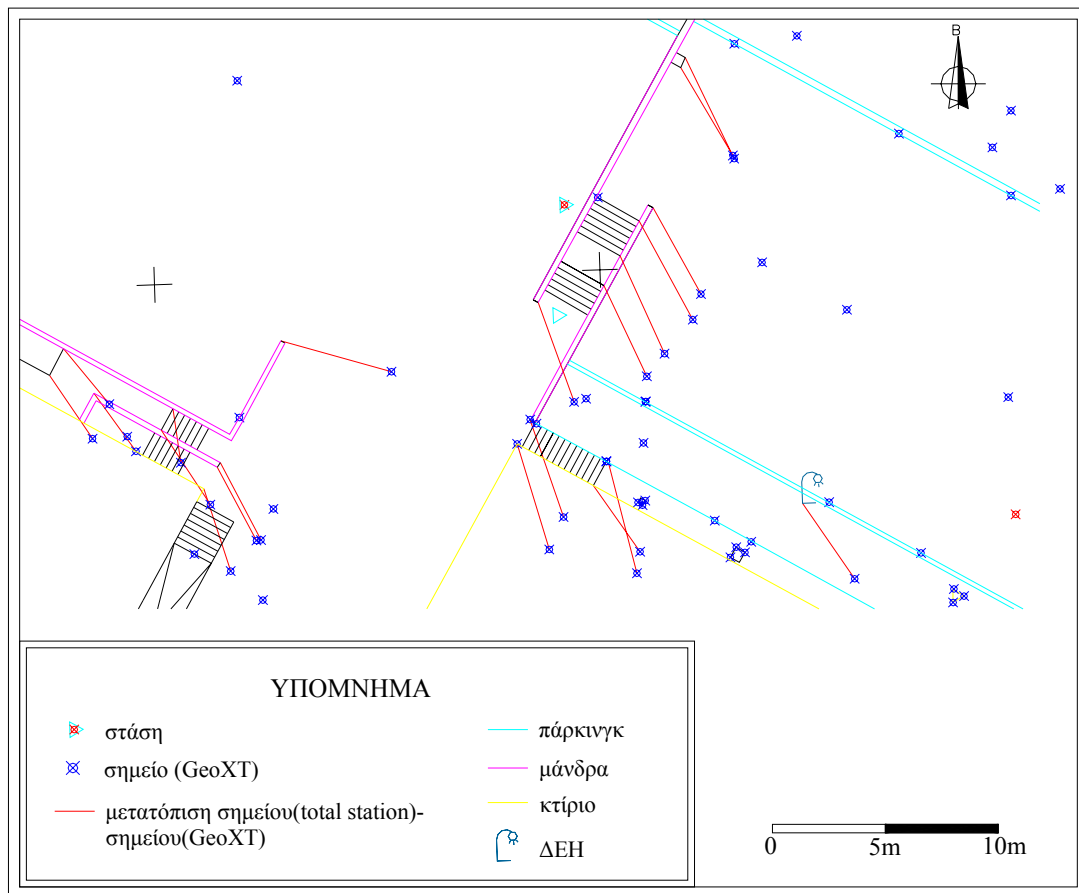 B
ΥΠΟΜΝΗΜΑ
στάση
σημείο (GeoXT)
μετατόπιση σημείου(total station)-
σημείου(GeoXT)
πάρκινγκ
μάνδρα
κτίριο
ΔΕΗ
0 5m 10m